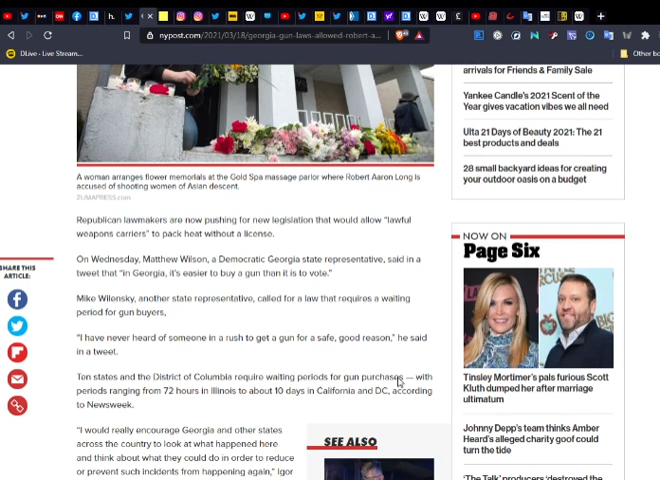 nypost.com/2021/03/18/georgia-gun-laws-allowed-robert-a...
DLive - Live Stream...
Other bo
A woman arranges flower memorials at the Gold Spa massage parlor where Robert Aaron Long is
accused of shooting women of Asian descent.
ZUMAPRESS.com
Republican lawmakers are now pushing for new legislation that would allow “lawful
weapons carriers” to pack heat without a license.
On Wednesday, Matthew Wilson, a Democratic Georgia state representative, said in a
tweet that “in Georgia, it’s easier to buy a gun than it is to vote.”
SHARE THIS
ARTICLE:
Mike Wilensky, another state representative, called for a law that requires a waiting
period for gun buyers,
“I have never heard of someone in a rush to get a gun for a safe, good reason,” he said
in a tweet.
Ten states and the District of Columbia require waiting periods for gun purchases — with
periods ranging from 72 hours in Illinois to about 10 days in California and DC, according
to Newsweek.
“I would really encourage Georgia and other states
across the country to look at what happened here
and think about what they could do in order to reduce
or prevent such incidents from happening again,” Igor
SEE ALSO
arrivals for Friends & Family Sale
Yankee Candle’s 2021 Scent of the
Year gives vacation vibes we all need
Ulta 21 Days of Beauty 2021: The 21
best products and deals
28 small backyard ideas for creating
your outdoor oasis on a budget
NOW ON
Page Six
Tinsley Mortimer’s pals furious Scott
Kluth dumped her after marriage
ultimatum
Johnny Depp’s team thinks Amber
Heard’s alleged charity goof could
turn the tide
‘The Talk’ producers ‘destroyed the